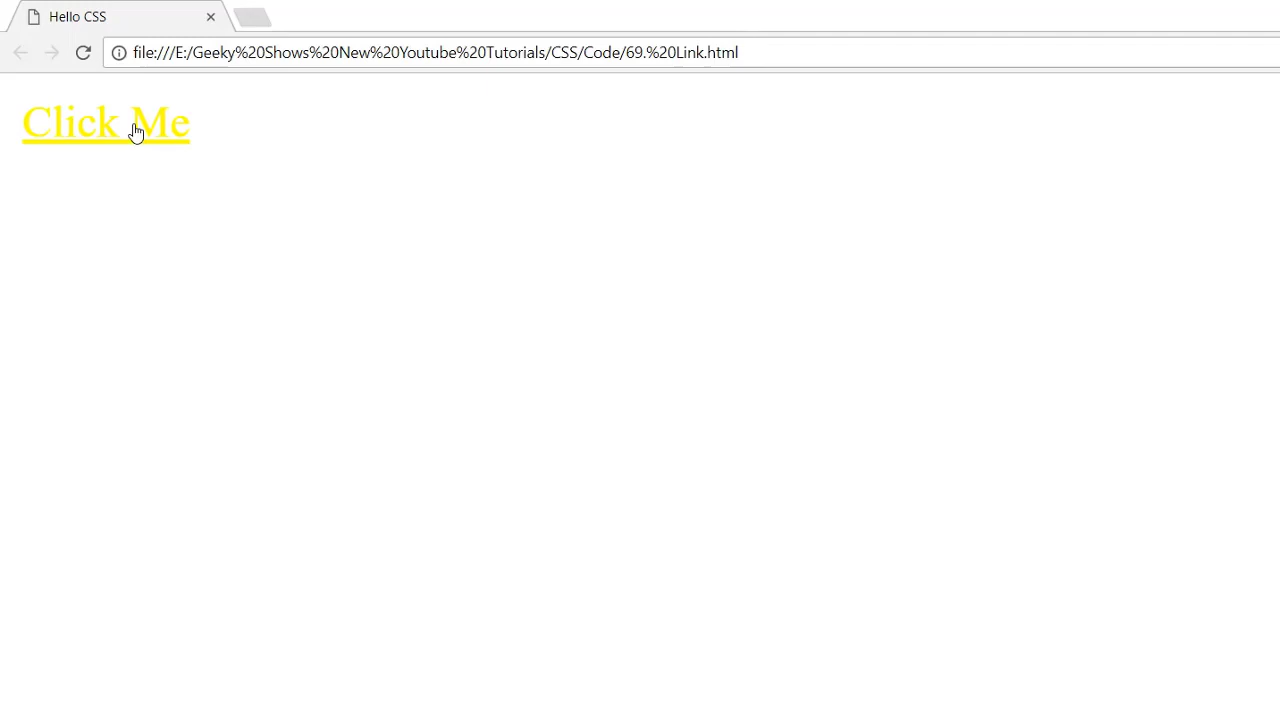 Hello CSS
file:///E:/Geeky%20Shows%20New%20Youtube%20Tutorials/CSS/Code/69.%20Link.html
Click Me